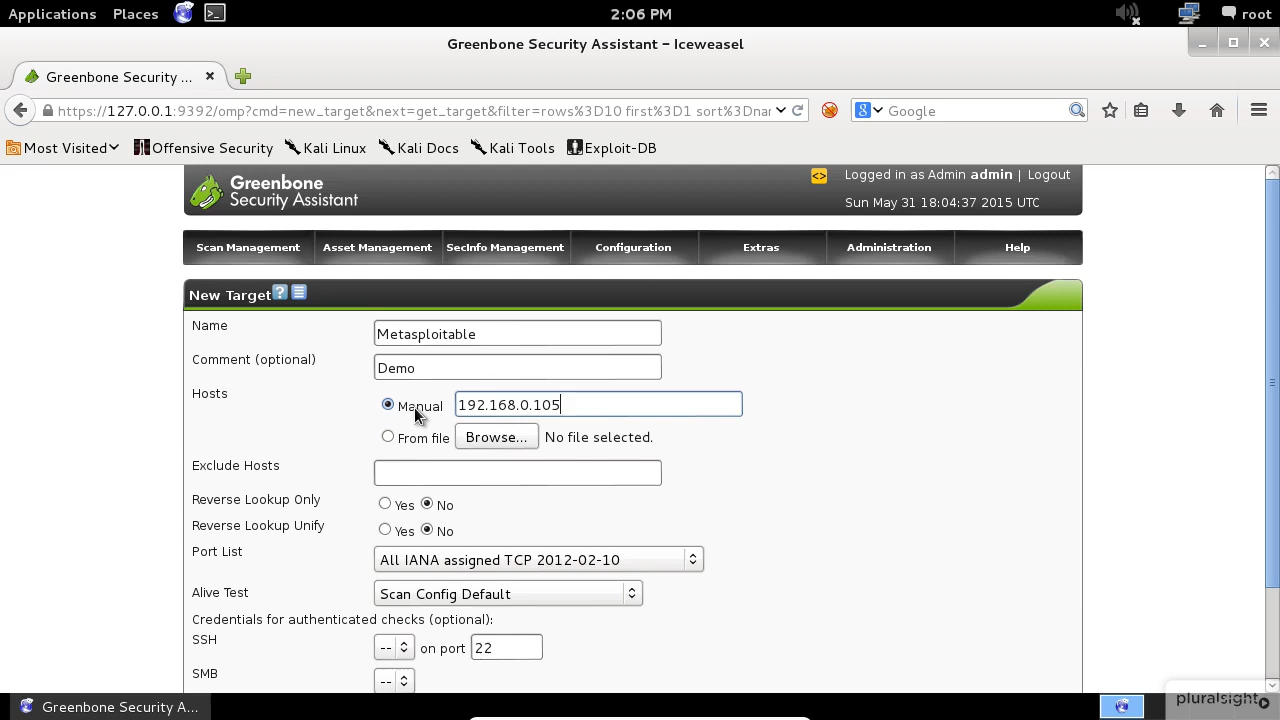 Applications Places 2:06 PM root
Greenbone Security Assistant – Iceweasel
Greenbone Security ...
https://127.0.0.1:9392/omp?cmd=new_target&next=get_target&filter=rows%3D10 first%3D1 sort%3Dnar Google
Most Visited Offensive Security Kali Linux Kali Docs Kali Tools Exploit-DB
Greenbone
Security Assistant
Logged in as Admin admin | Logout
Sun May 31 18:04:37 2015 UTC
Scan Management Asset Management SecInfo Management Configuration Extras Administration Help
New Target
Name Metasploitable
Comment (optional) Demo
Hosts Manual 192.168.0.105
From file Browse... No file selected.
Exclude Hosts
Reverse Lookup Only Yes No
Reverse Lookup Unify Yes No
Port List All IANA assigned TCP 2012-02-10
Alive Test Scan Config Default
Credentials for authenticated checks (optional):
SSH -- on port 22
SMB --
Greenbone Security A...
pluralsight